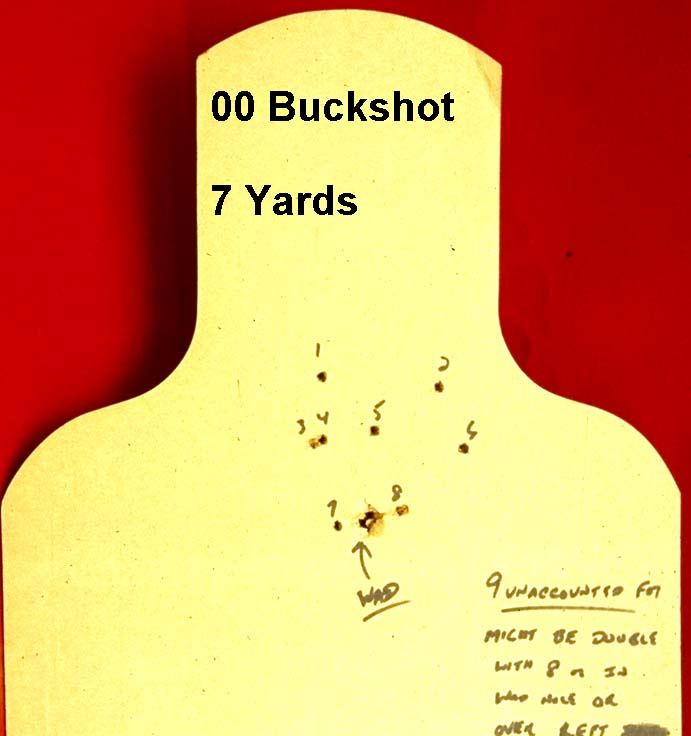 00 Buckshot
7 Yards
1
2
3 4
5
6
7
8
WAD
9 UNACCOUNTED FOR
MIGHT BE DOUBLE
WITH 8 or IN
WAD HOLE OR
OVER LEFT